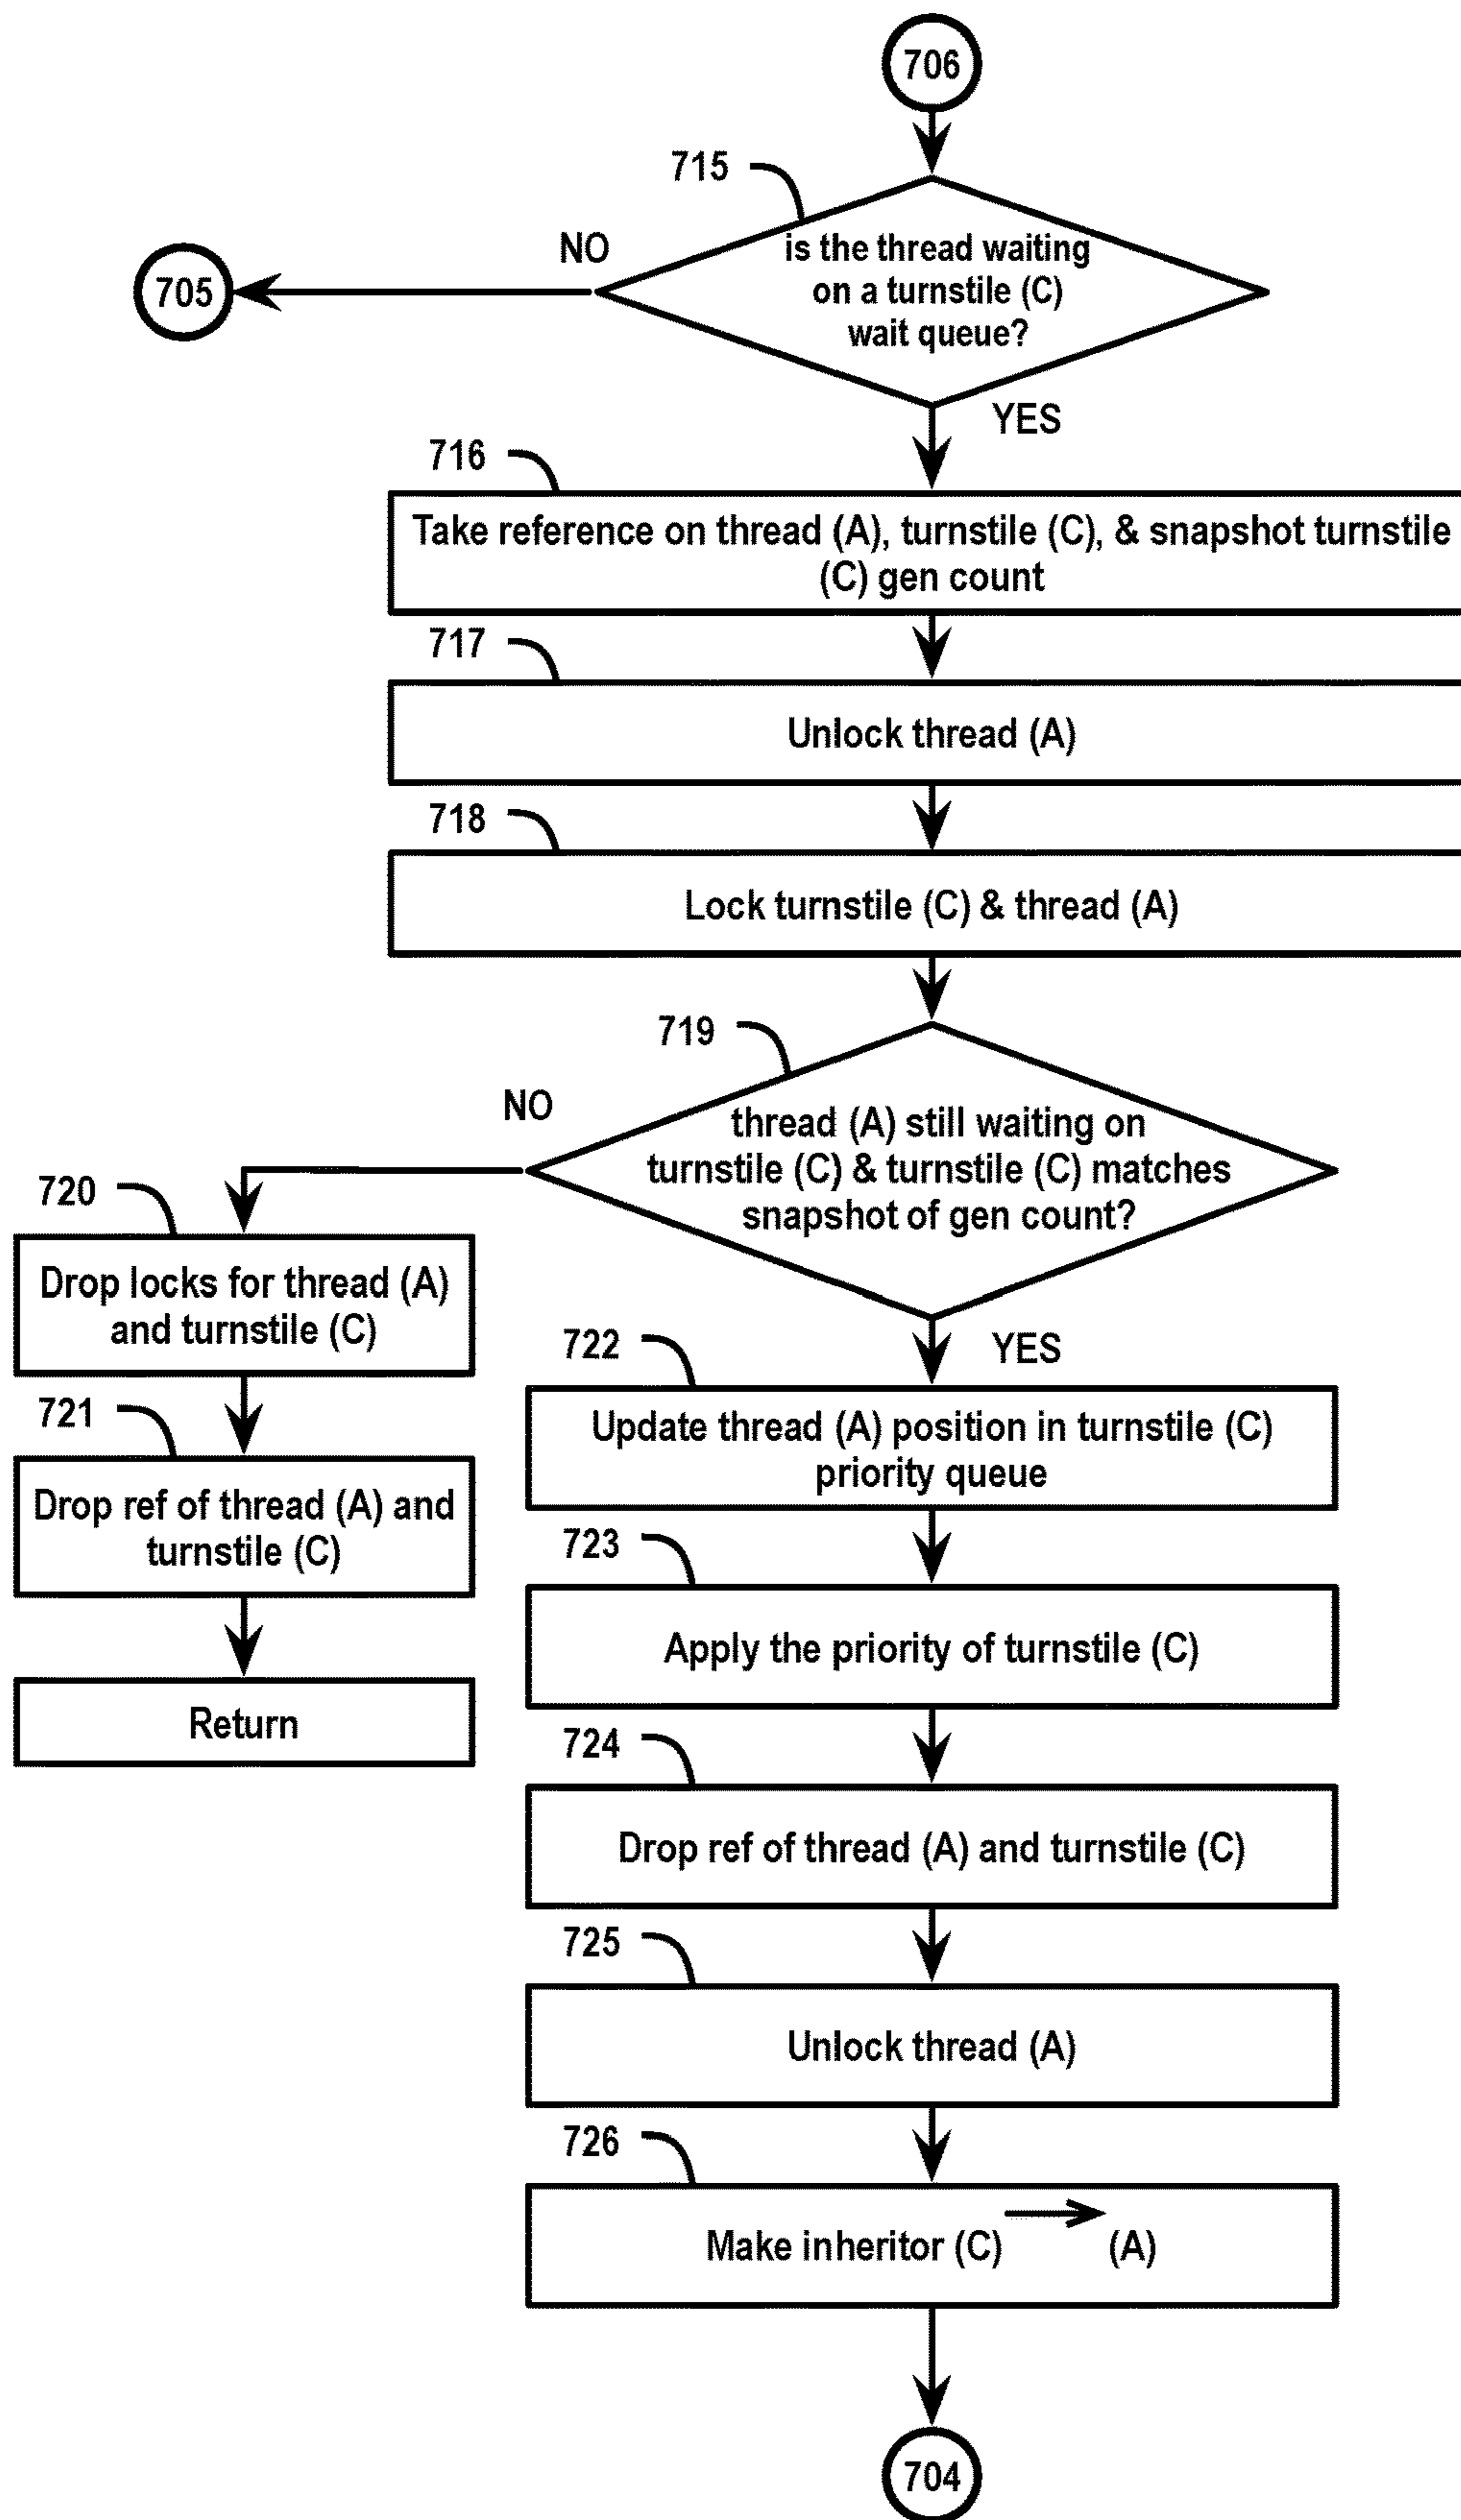 706
715
is the thread waiting
on a turnstile (C)
wait queue?
NO
705
YES
716
Take reference on thread (A), turnstile (C), & snapshot turnstile
(C) gen count
717
Unlock thread (A)
718
Lock turnstile (C) & thread (A)
719
thread (A) still waiting on
turnstile (C) & turnstile (C) matches
snapshot of gen count?
NO
720
Drop locks for thread (A)
and turnstile (C)
721
Drop ref of thread (A) and
turnstile (C)
Return
YES
722
Update thread (A) position in turnstile (C)
priority queue
723
Apply the priority of turnstile (C)
724
Drop ref of thread (A) and turnstile (C)
725
Unlock thread (A)
726
Make inheritor (C) → (A)
704